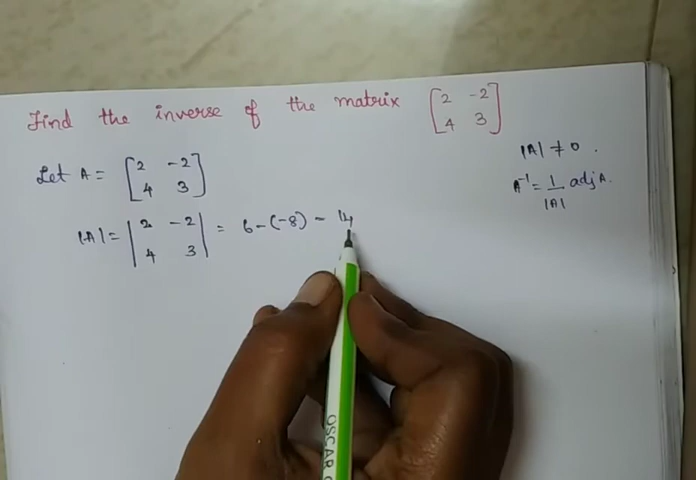 Find the inverse of the matrix [2 -2
4 3]
|A| ≠ 0.
A⁻¹ = 1/|A| adj A.
Let A = [2 -2
4 3]
|A| = |2 -2
4 3| = 6-(-8) - 14
OSCAR